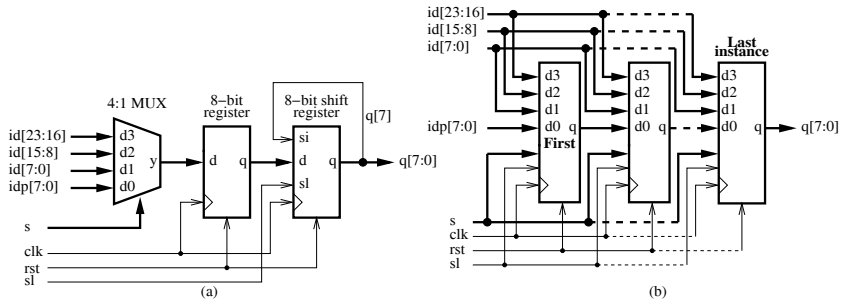 4:1 MUX
8-bit
register
8-bit shift
register
q[7]
id[23:16]
id[15:8]
id[7:0]
idp[7:0]
d3
d2
d1
d0
y
d
q
si
d
sl
q
q[7:0]
s
clk
rst
sl
(a)
id[23:16]
id[15:8]
id[7:0]
Last
instance
d3
d2
d1
d0
q
First
d3
d2
d1
d0
q
d3
d2
d1
d0
q
idp[7:0]
q[7:0]
s
clk
rst
sl
(b)